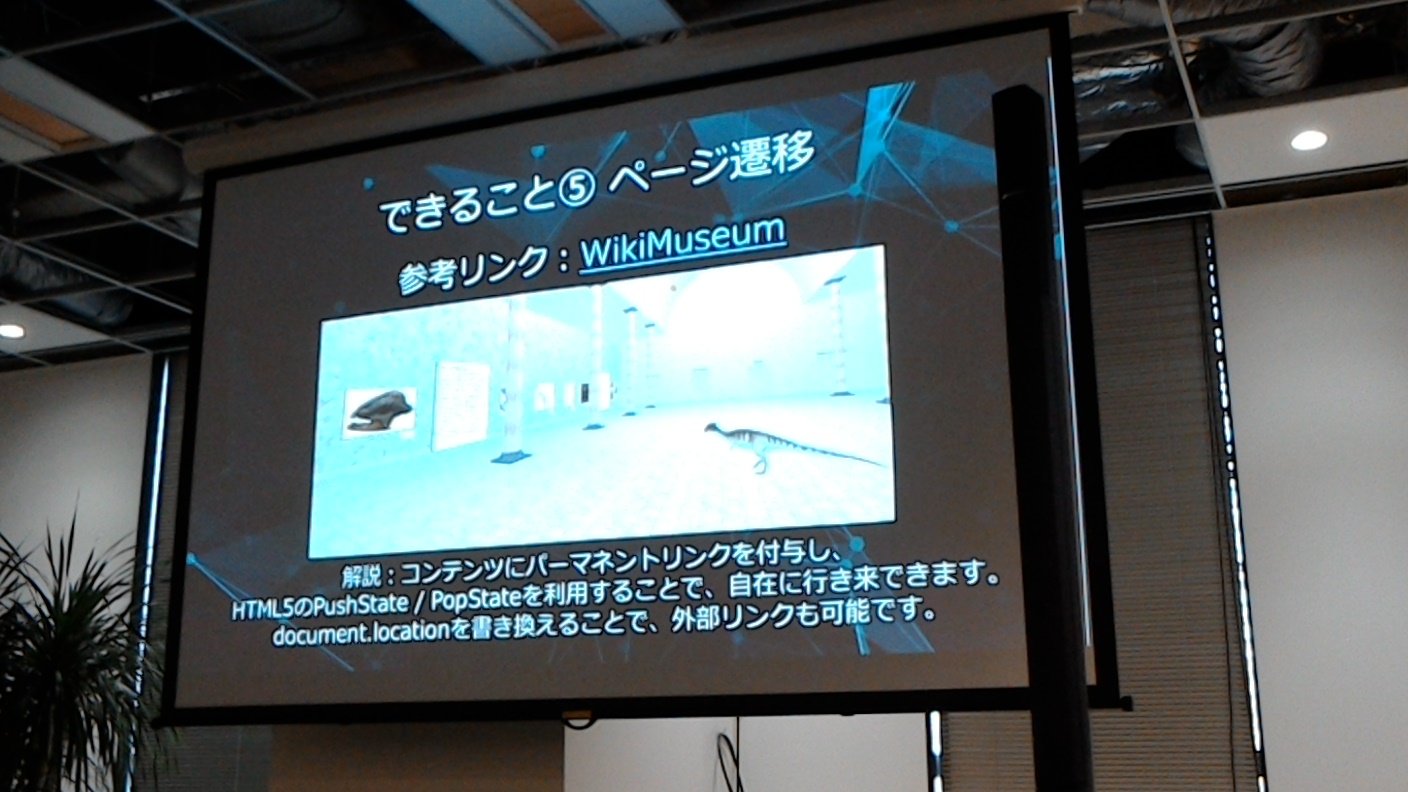 できること⑤ ページ遷移
参考リンク：WikiMuseum
解説：コンテンツにパーマネントリンクを付与し、
HTML5のPushState / PopStateを利用することで、自在に行き来できます。
document.locationを書き換えることで、外部リンクも可能です。